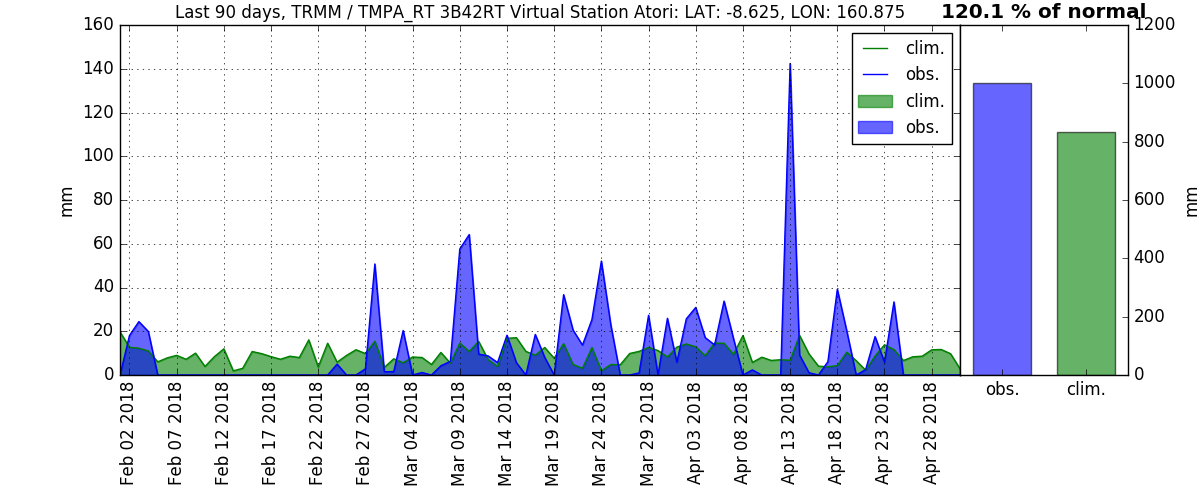 Last 90 days, TRMM / TMPA_RT 3B42RT Virtual Station Atori: LAT: -8.625, LON: 160.875
120.1 % of normal
160
140
120
100
80
60
40
20
0
mm
clim.
obs.
clim.
obs.
Feb 02 2018
Feb 07 2018
Feb 12 2018
Feb 17 2018
Feb 22 2018
Feb 27 2018
Mar 04 2018
Mar 09 2018
Mar 14 2018
Mar 19 2018
Mar 24 2018
Mar 29 2018
Apr 03 2018
Apr 08 2018
Apr 13 2018
Apr 18 2018
Apr 23 2018
Apr 28 2018
1200
1000
800
600
400
200
0
mm
obs.
clim.